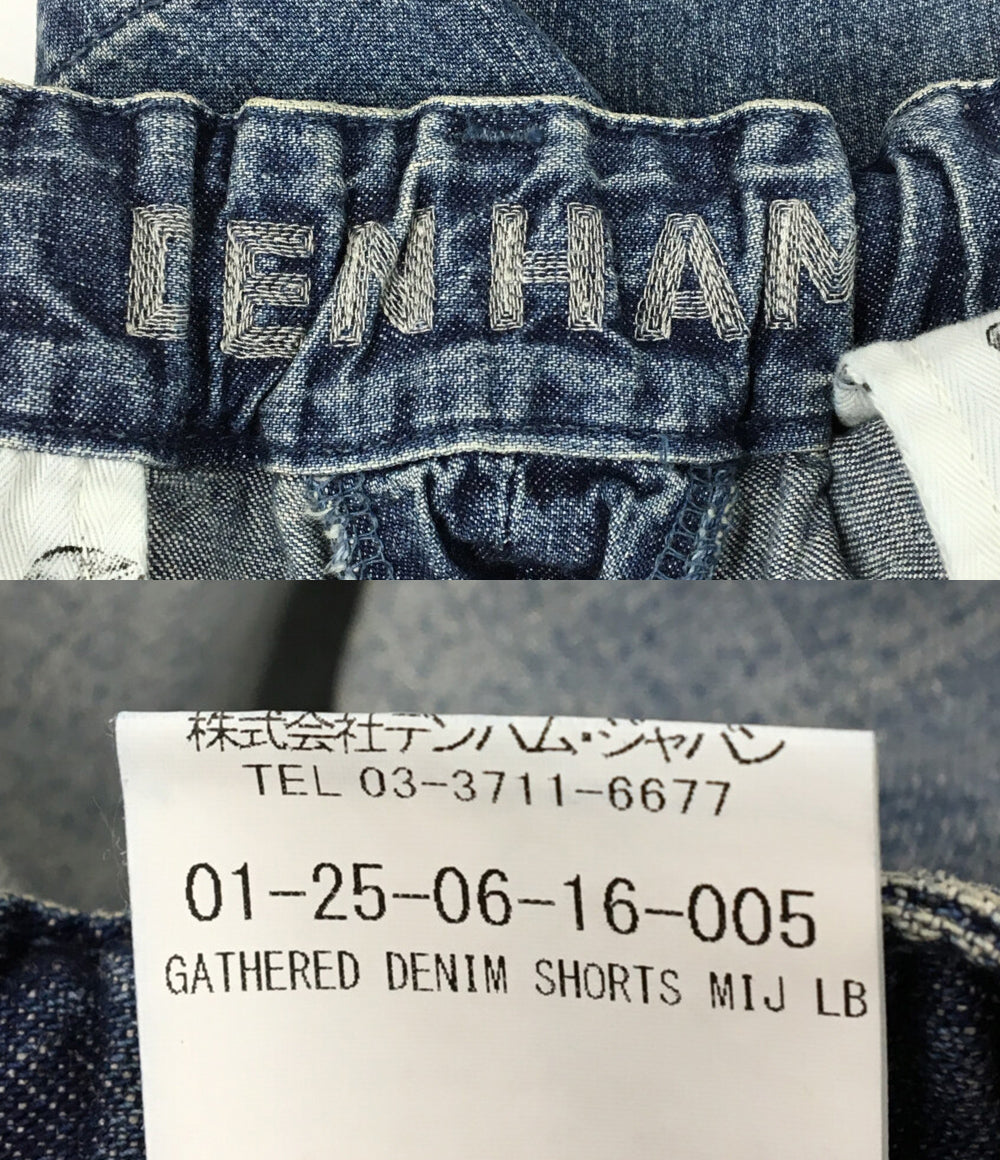 DENHAM
株式会社デンハム・ジャパン
TEL 03-3711-6677
01-25-06-16-005
GATHERED DENIM SHORTS MIJ LB